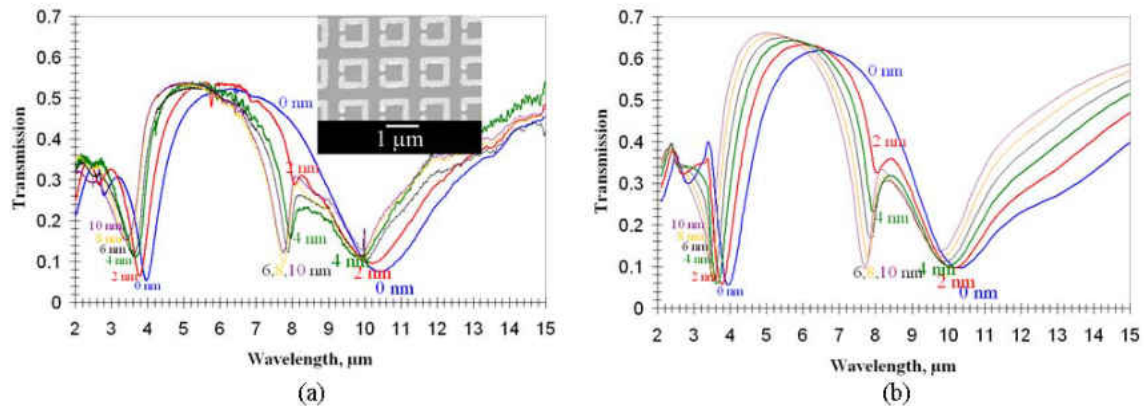 0.7
0.6
0.5
0.4
0.3
0.2
0.1
0
Transmission
2 3 4 5 6 7 8 9 10 11 12 13 14 15
Wavelength, μm
1 μm
0 nm
2 nm
4 nm
6,8,10 nm
10 nm
8 nm
6 nm
4 nm
2 nm
0 nm
4 nm
2 nm
0 nm
(a)
0.7
0.6
0.5
0.4
0.3
0.2
0.1
0
Transmission
2 3 4 5 6 7 8 9 10 11 12 13 14 15
Wavelength, μm
0 nm
2 nm
4 nm
6,8,10 nm
10 nm
8 nm
6 nm
4 nm
2 nm
0 nm
4 nm
2 nm
0 nm
(b)